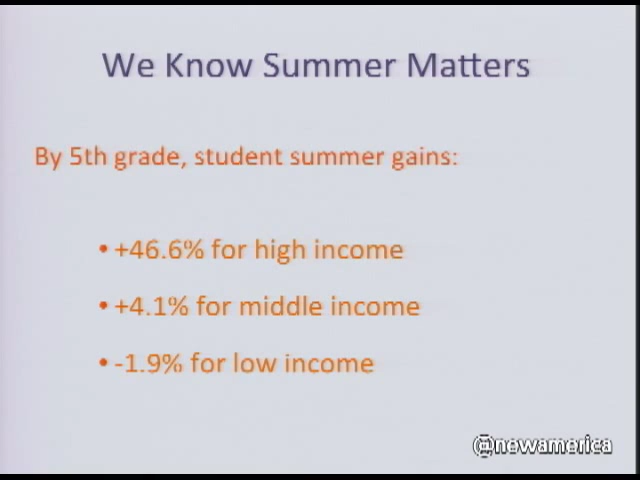 We Know Summer Matters
By 5th grade, student summer gains:
• +46.6% for high income
• +4.1% for middle income
• -1.9% for low income
@newamerica